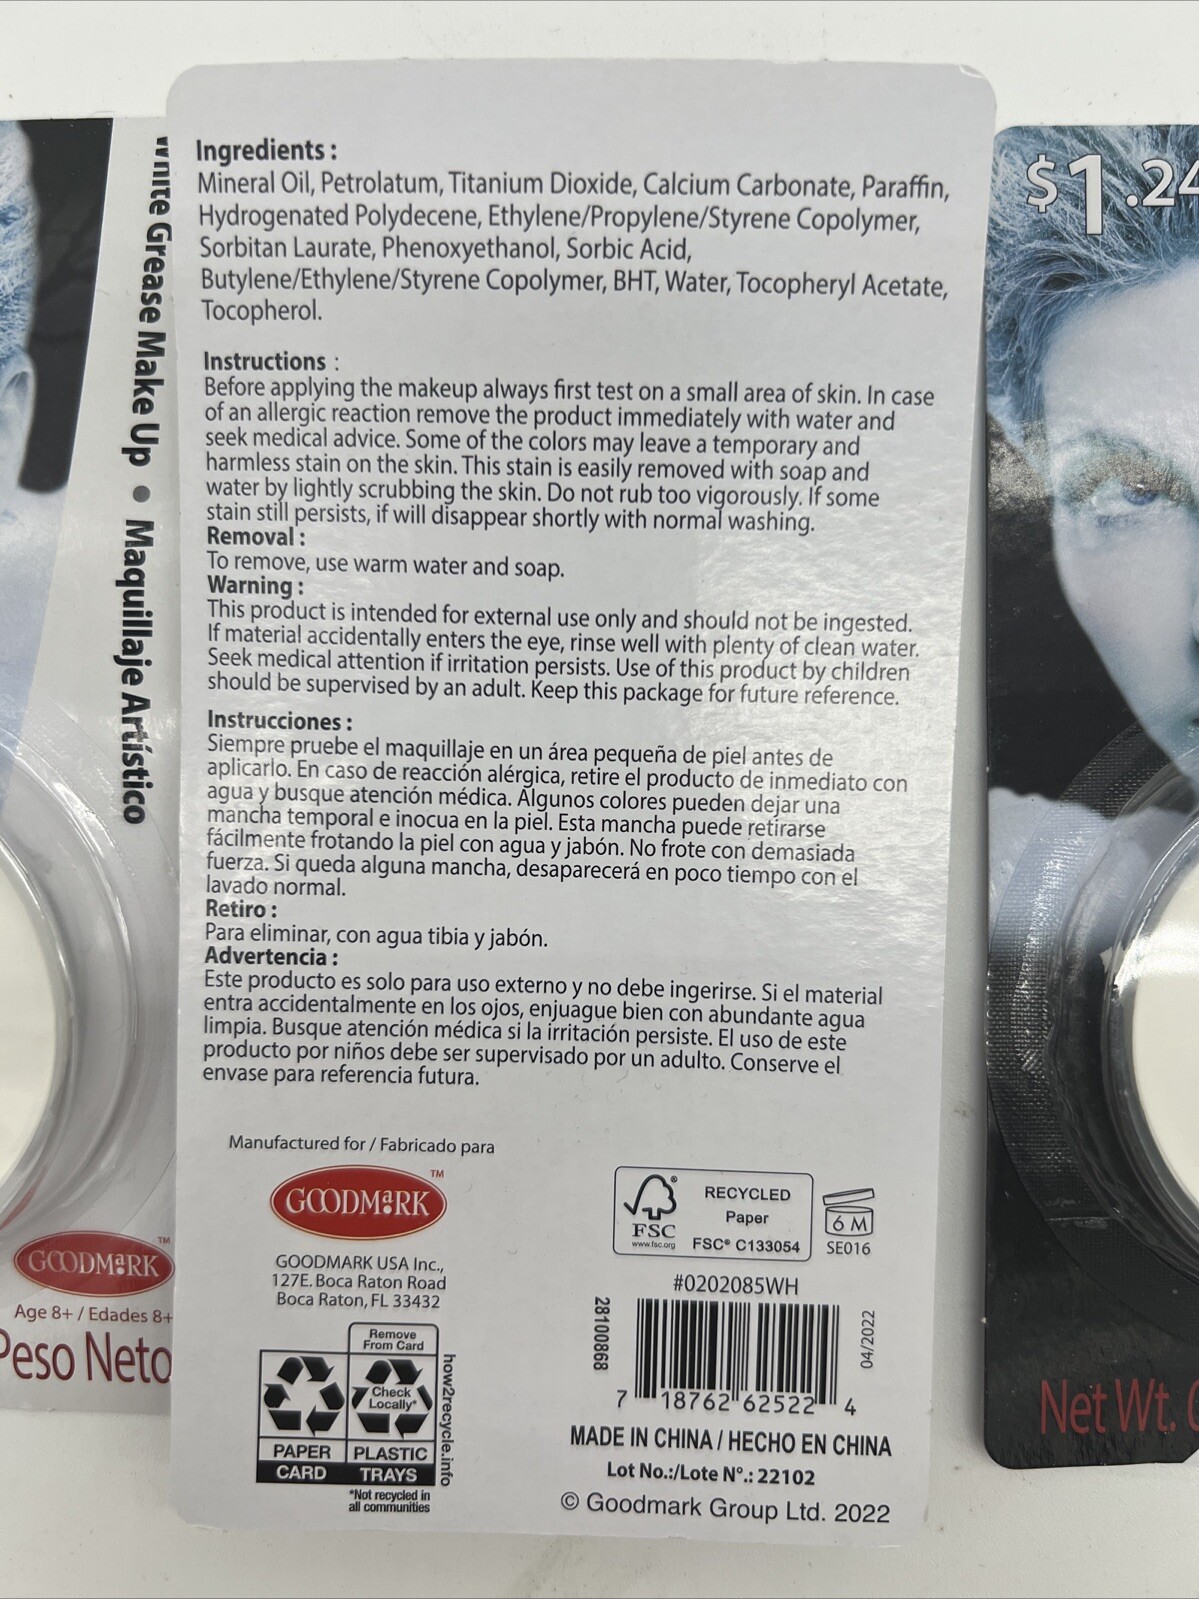 Ingredients :
Mineral Oil, Petrolatum, Titanium Dioxide, Calcium Carbonate, Paraffin,
Hydrogenated Polydecene, Ethylene/Propylene/Styrene Copolymer,
Sorbitan Laurate, Phenoxyethanol, Sorbic Acid,
Butylene/Ethylene/Styrene Copolymer, BHT, Water, Tocopheryl Acetate,
Tocopherol.
Instructions :
Before applying the makeup always first test on a small area of skin. In case
of an allergic reaction remove the product immediately with water and
seek medical advice. Some of the colors may leave a temporary and
harmless stain on the skin. This stain is easily removed with soap and
water by lightly scrubbing the skin. Do not rub too vigorously. If some
stain still persists, if will disappear shortly with normal washing.
Removal :
To remove, use warm water and soap.
Warning :
This product is intended for external use only and should not be ingested.
If material accidentally enters the eye, rinse well with plenty of clean water.
Seek medical attention if irritation persists. Use of this product by children
should be supervised by an adult. Keep this package for future reference.
Instrucciones :
Siempre pruebe el maquillaje en un área pequeña de piel antes de
aplicarlo. En caso de reacción alérgica, retire el producto de inmediato con
agua y busque atención médica. Algunos colores pueden dejar una
mancha temporal e inocua en la piel. Esta mancha puede retirarse
fácilmente frotando la piel con agua y jabón. No frote con demasiada
fuerza. Si queda alguna mancha, desaparecerá en poco tiempo con el
lavado normal.
Retiro :
Para eliminar, con agua tibia y jabón.
Advertencia :
Este producto es solo para uso externo y no debe ingerirse. Si el material
entra accidentalmente en los ojos, enjuague bien con abundante agua
limpia. Busque atención médica si la irritación persiste. El uso de este
producto por niños debe ser supervisado por un adulto. Conserve el
envase para referencia futura.
Manufactured for / Fabricado para
GOODMARK™
GOODMARK USA Inc.,
127E. Boca Raton Road
Boca Raton, FL 33432
Remove
From Card
Check
Locally*
PAPER
PLASTIC
CARD
TRAYS
how2recycle.info
*Not recycled in
all communities
FSC®
www.fsc.org
RECYCLED
Paper
FSC® C133054
6 M
SE016
#0202085WH
28100868
04/2022
7 18762 62522 4
MADE IN CHINA / HECHO EN CHINA
Lot No.:/Lote N°.: 22102
© Goodmark Group Ltd. 2022
White Grease Make Up • Maquillaje Artístico
GOODMARK™
Age 8+ / Edades 8+
Peso Neto
$1.24
Net Wt.